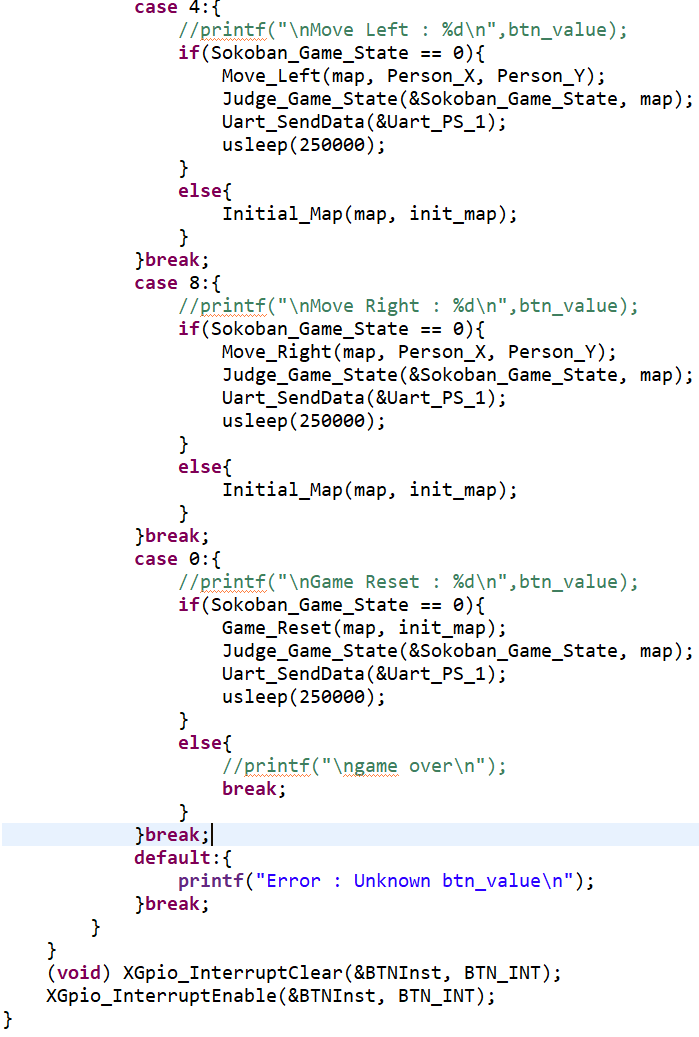 case 4:{
//printf("\nMove Left : %d\n",btn_value);
if(Sokoban_Game_State == 0){
Move_Left(map, Person_X, Person_Y);
Judge_Game_State(&Sokoban_Game_State, map);
Uart_SendData(&Uart_PS_1);
usleep(250000);
}
else{
Initial_Map(map, init_map);
}
}break;
case 8:{
//printf("\nMove Right : %d\n",btn_value);
if(Sokoban_Game_State == 0){
Move_Right(map, Person_X, Person_Y);
Judge_Game_State(&Sokoban_Game_State, map);
Uart_SendData(&Uart_PS_1);
usleep(250000);
}
else{
Initial_Map(map, init_map);
}
}break;
case 0:{
//printf("\nGame Reset : %d\n",btn_value);
if(Sokoban_Game_State == 0){
Game_Reset(map, init_map);
Judge_Game_State(&Sokoban_Game_State, map);
Uart_SendData(&Uart_PS_1);
usleep(250000);
}
else{
//printf("\ngame over\n");
break;
}
}break;
default:{
printf("Error : Unknown btn_value\n");
}break;
}
}
(void) XGpio_InterruptClear(&BTNInst, BTN_INT);
XGpio_InterruptEnable(&BTNInst, BTN_INT);
}